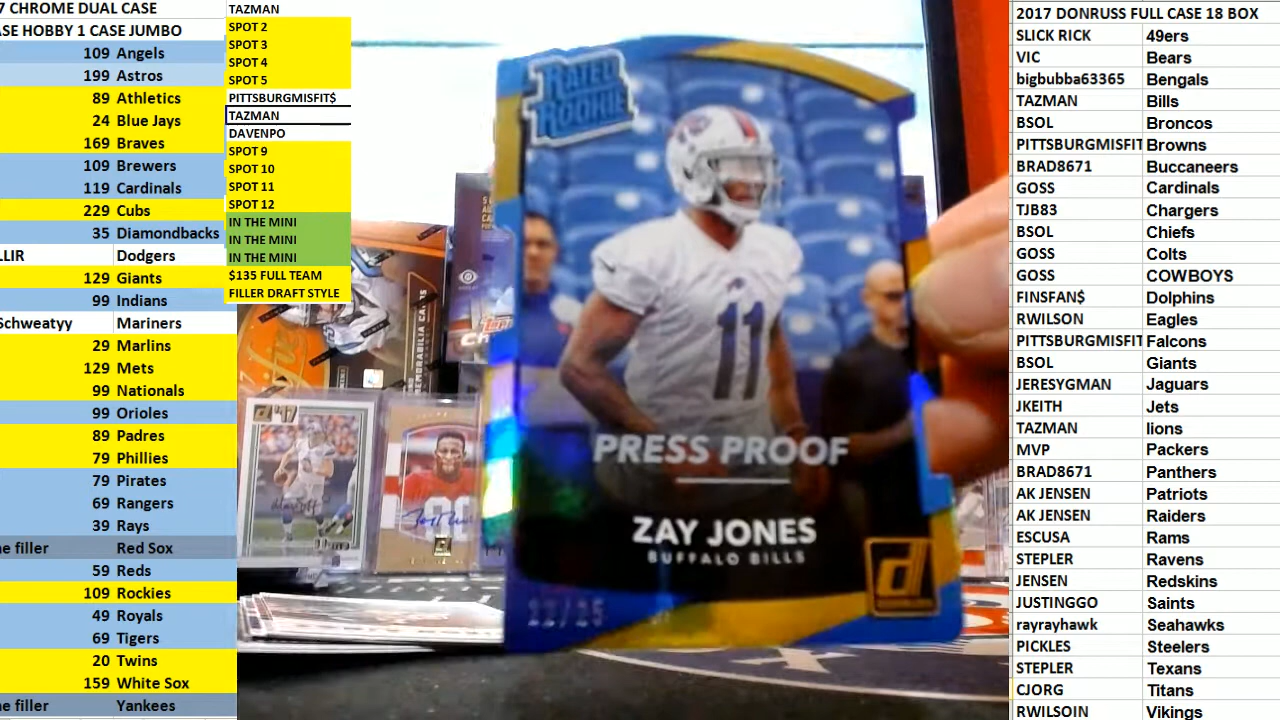 7 CHROME DUAL CASE
ASE HOBBY 1 CASE JUMBO
109 Angels
199 Astros
89 Athletics
24 Blue Jays
169 Braves
109 Brewers
119 Cardinals
229 Cubs
35 Diamondbacks
LLIR Dodgers
129 Giants
99 Indians
Schweatyy Mariners
29 Marlins
129 Mets
99 Nationals
99 Orioles
89 Padres
79 Phillies
79 Pirates
69 Rangers
39 Rays
ne filler Red Sox
59 Reds
109 Rockies
49 Royals
69 Tigers
20 Twins
159 White Sox
ne filler Yankees
TAZMAN
SPOT 2
SPOT 3
SPOT 4
SPOT 5
PITTSBURGMISFIT$
TAZMAN
DAVENPO
SPOT 9
SPOT 10
SPOT 11
SPOT 12
IN THE MINI
IN THE MINI
IN THE MINI
$135 FULL TEAM
FILLER DRAFT STYLE
RATED
ROOKIE
11
PRESS PROOF
ZAY JONES
BUFFALO BILLS
d
2017 DONRUSS FULL CASE 18 BOX
SLICK RICK 49ers
VIC Bears
bigbubba63365 Bengals
TAZMAN Bills
BSOL Broncos
PITTSBURGMISFIT Browns
BRAD8671 Buccaneers
GOSS Cardinals
TJB83 Chargers
BSOL Chiefs
GOSS Colts
GOSS COWBOYS
FINSFAN$ Dolphins
RWILSON Eagles
PITTSBURGMISFIT Falcons
BSOL Giants
JERESYGMAN Jaguars
JKEITH Jets
TAZMAN lions
MVP Packers
BRAD8671 Panthers
AK JENSEN Patriots
AK JENSEN Raiders
ESCUSA Rams
STEPLER Ravens
JENSEN Redskins
JUSTINGGO Saints
rayrayhawk Seahawks
PICKLES Steelers
STEPLER Texans
CJORG Titans
RWILSOIN Vikings